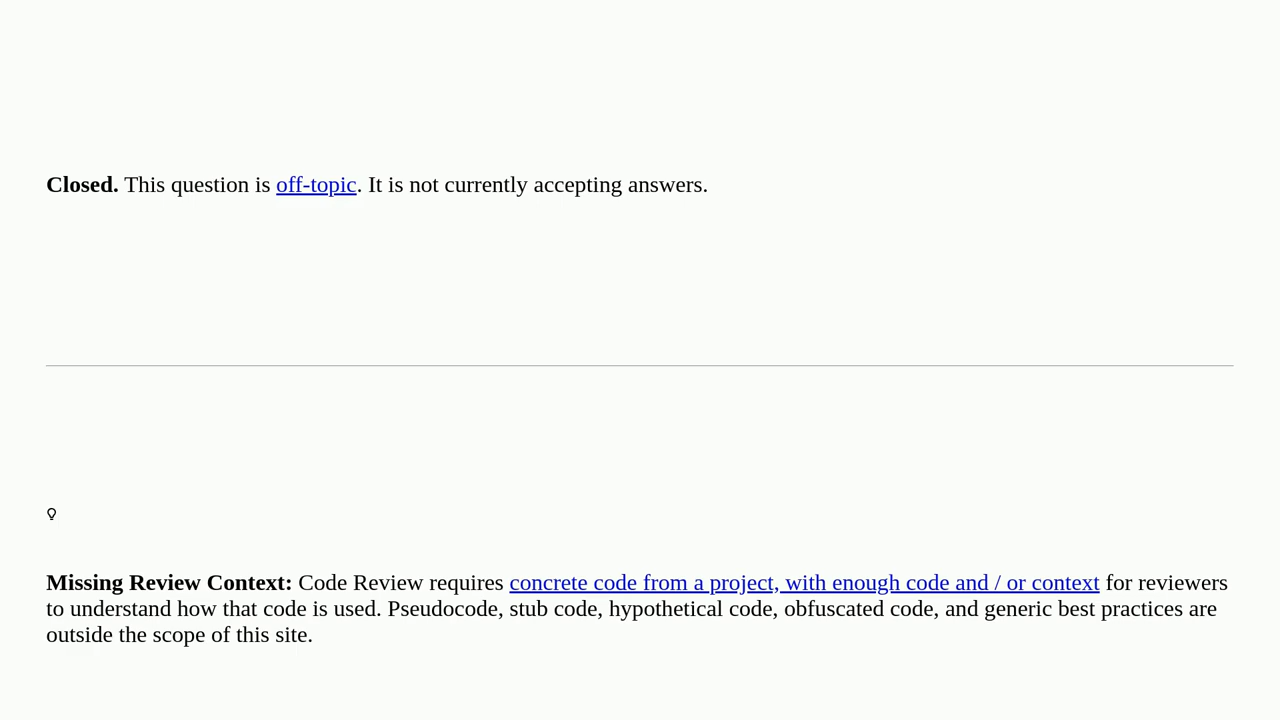 Closed. This question is off-topic. It is not currently accepting answers.
Missing Review Context: Code Review requires concrete code from a project, with enough code and / or context for reviewers
to understand how that code is used. Pseudocode, stub code, hypothetical code, obfuscated code, and generic best practices are
outside the scope of this site.